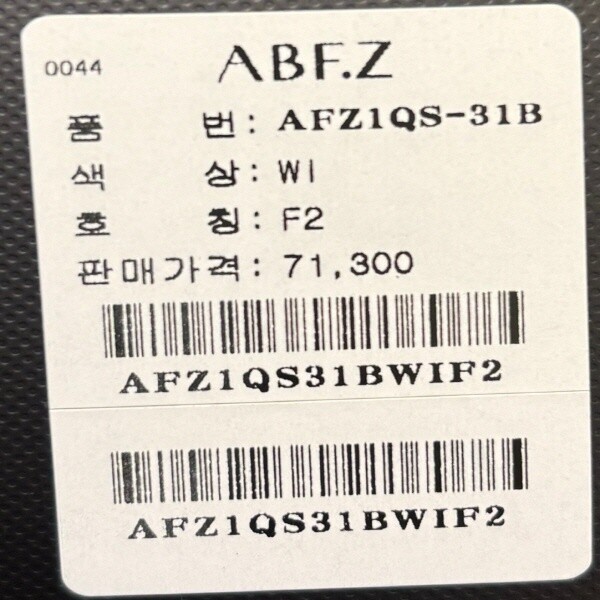 0044 ABF.Z
품 번: AFZ1QS-31B
색 상: WI
호 칭: F2
판매가격: 71,300
AFZ1QS31BWIF2
AFZ1QS31BWIF2